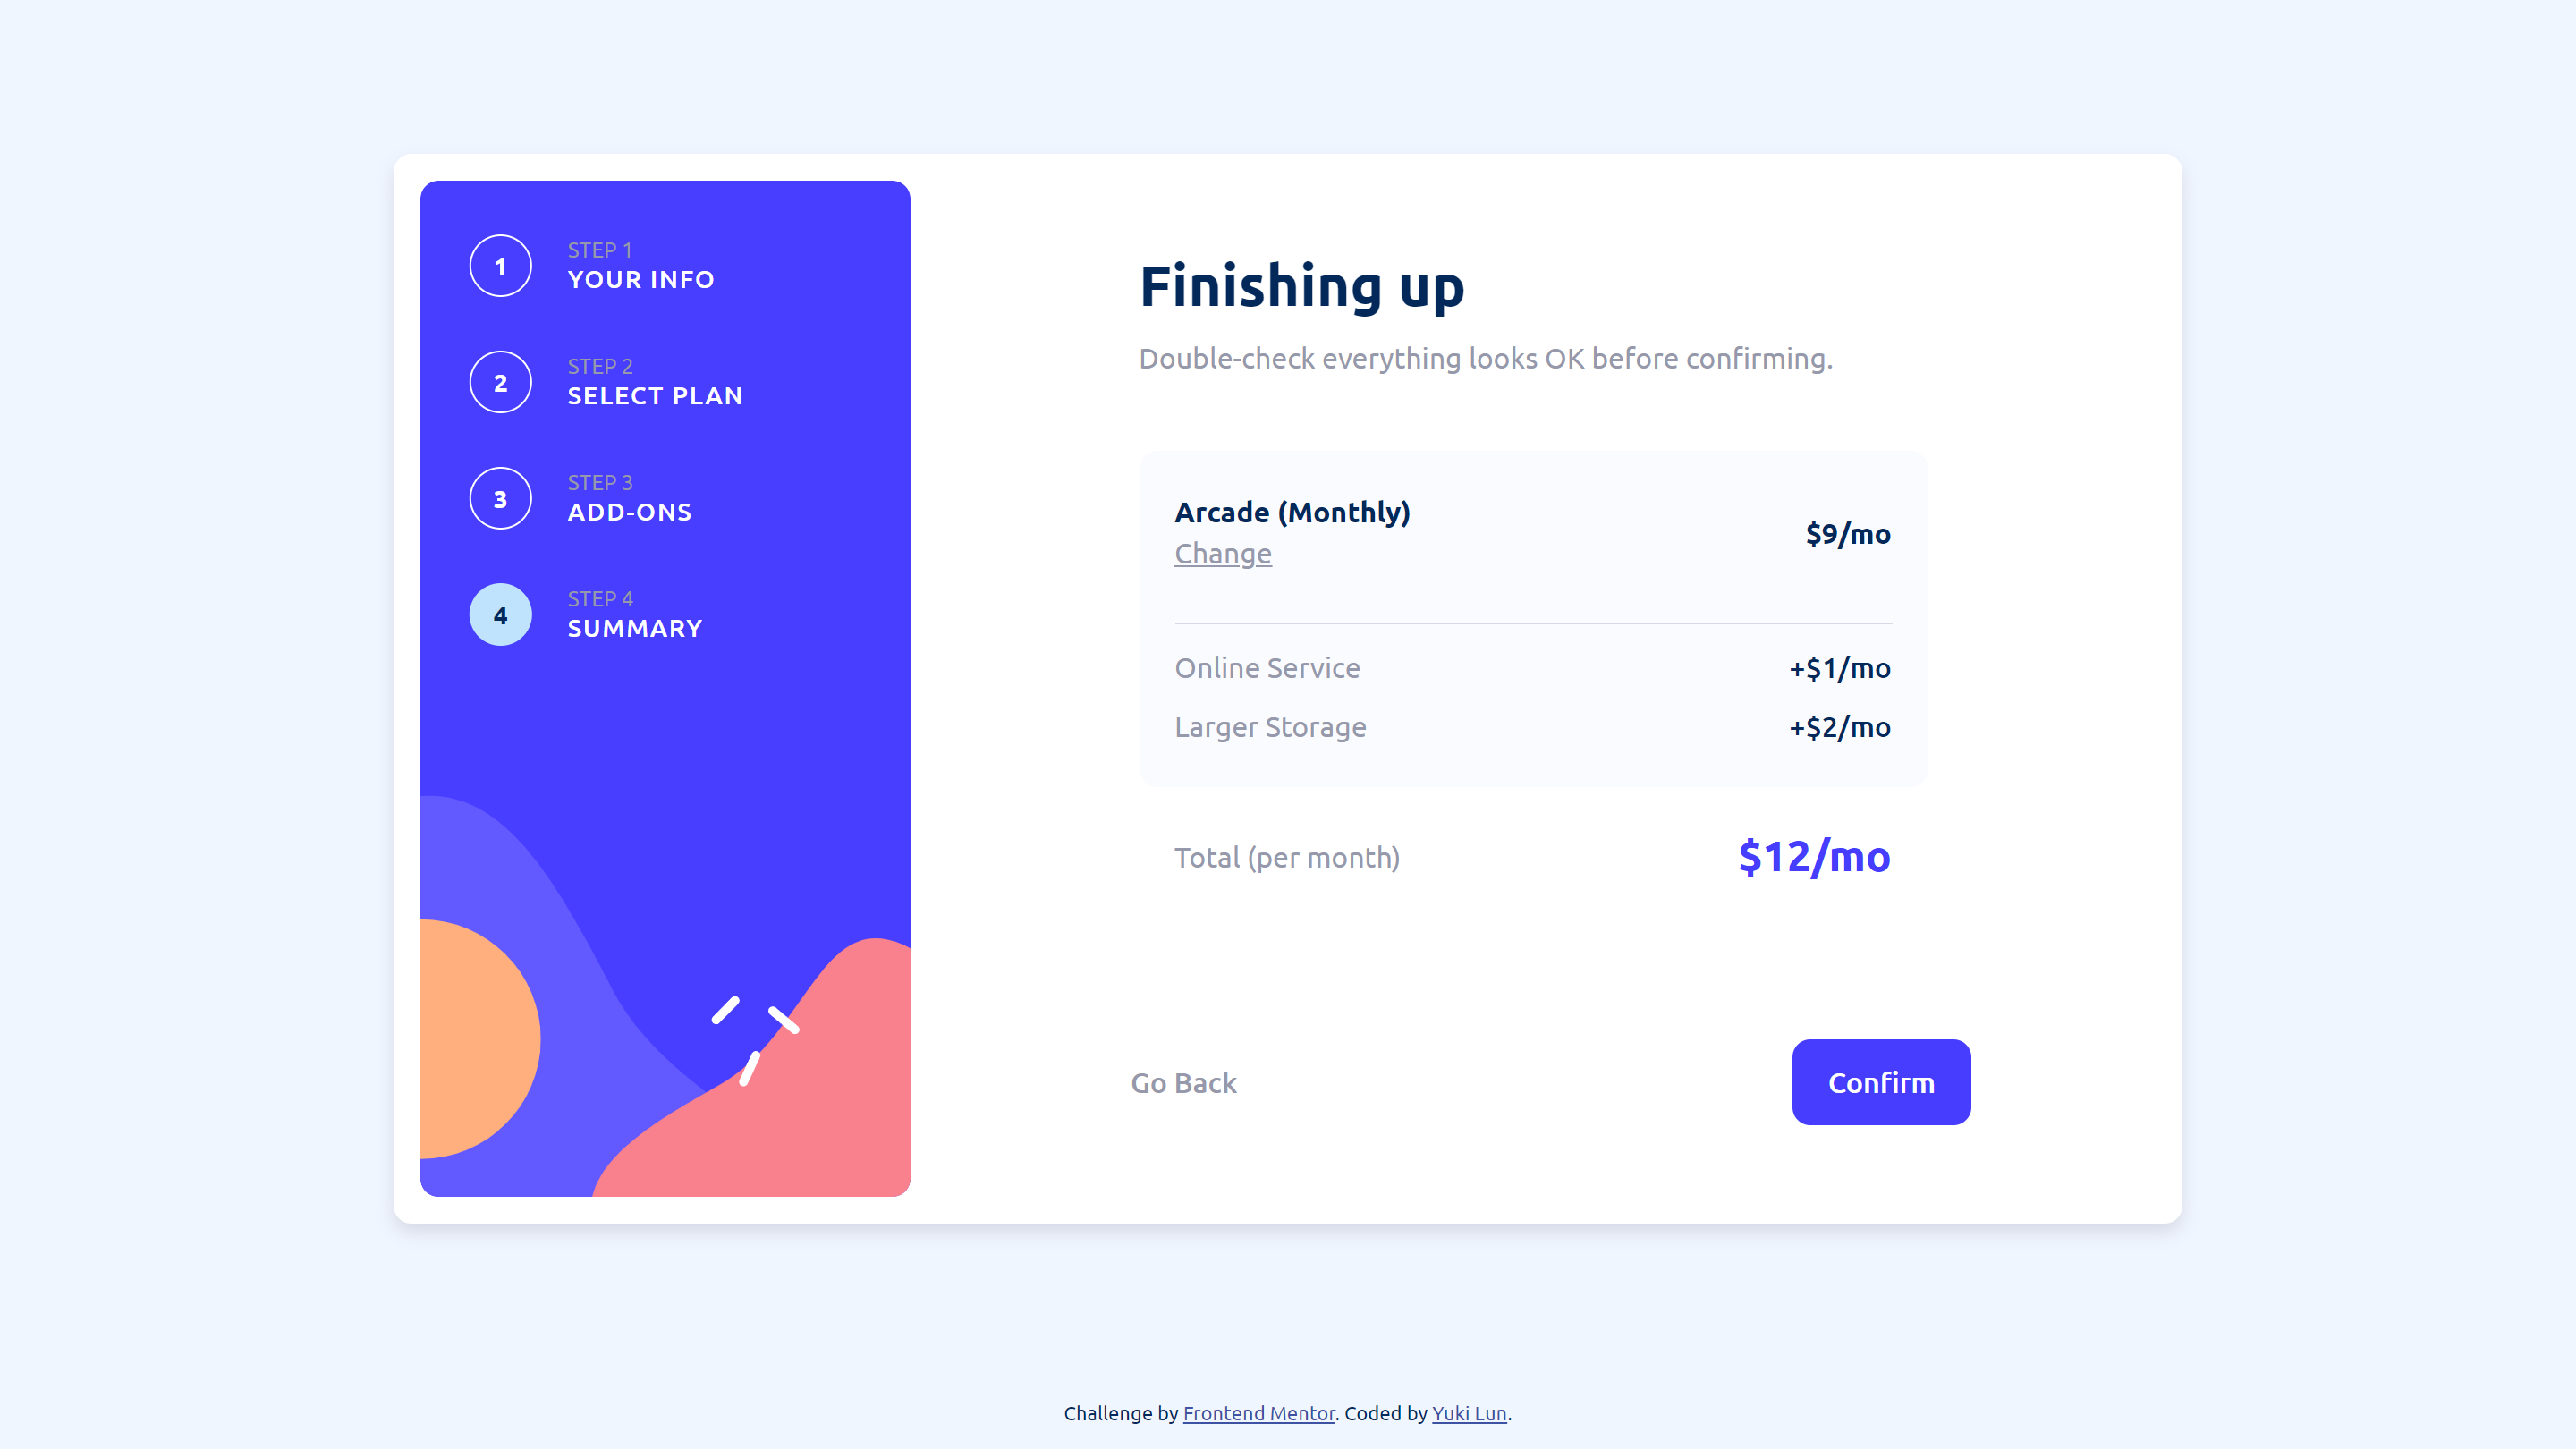 1
STEP 1
YOUR INFO
2
STEP 2
SELECT PLAN
3
STEP 3
ADD-ONS
4
STEP 4
SUMMARY
Finishing up
Double-check everything looks OK before confirming.
Arcade (Monthly)
Change
$9/mo
Online Service +$1/mo
Larger Storage +$2/mo
Total (per month) $12/mo
Go Back Confirm
Challenge by Frontend Mentor. Coded by Yuki Lun.